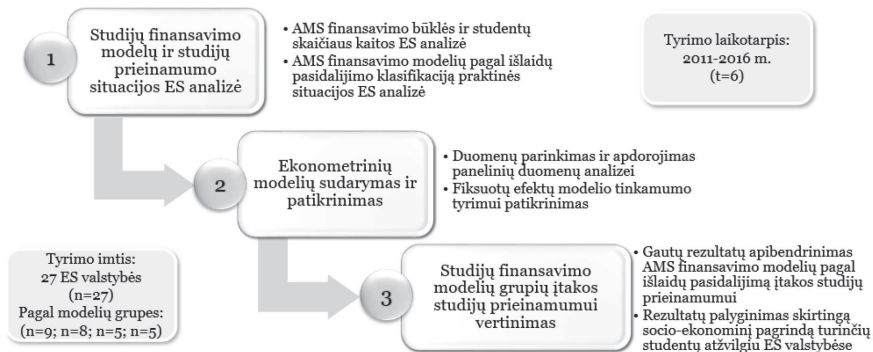 1
Studijų finansavimo
modelų ir studijų
prieinamumo
situacijos ES analizė
• AMS finansavimo būklės ir studentų
skaičiaus kaitos ES analizė
• AMS finansavimo modelių pagal išlaidų
pasidalijimo klasifikaciją praktinės
situacijos ES analizė
Tyrimo laikotarpis:
2011-2016 m.
(t=6)
2
Ekonometrinių
modelių sudarymas ir
patikrinimas
• Duomenų parinkimas ir apdorojimas
panelinių duomenų analizei
• Fiksuotų efektų modelio tinkamumo
tyrimui patikrinimas
Tyrimo imtis:
27 ES valstybės
(n=27)
Pagal modelių grupes:
(n=9; n=8; n=5; n=5)
3
Studijų finansavimo
modelių grupių įtakos
studijų prieinamumui
vertinimas
• Gautų rezultatų apibendrinimas
AMS finansavimo modelių pagal
išlaidų pasidalijimą įtakos studijų
prieinamumui
• Rezultatų palyginimas skirtingą
socio-ekonominį pagrindą turinčių
studentų atžvilgiu ES valstybėse